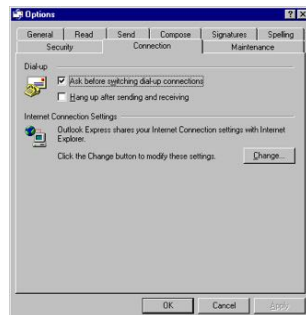 Options
General Read Send Compose Signatures Spelling
Security Connection Maintenance
Dial-up
Ask before switching dial-up connections
Hang up after sending and receiving
Internet Connection Settings
Outlook Express shares your Internet Connection settings with Internet
Explorer.
Click the Change button to modify these settings. Change...
OK Cancel Apply